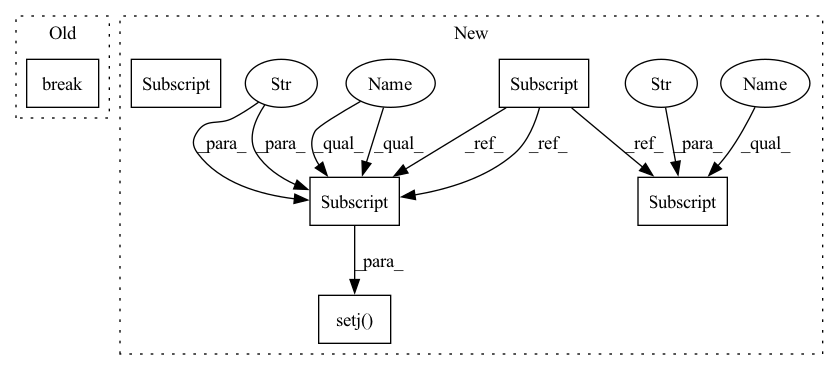 Old
New
break
Subscript
Str
Name
Subscript
Str
Name
_para_
_para_
_qual_
_qual_
_ref_
_ref_
_ref_
_para_
_qual_
Subscript
Subscript
_para_
setj()